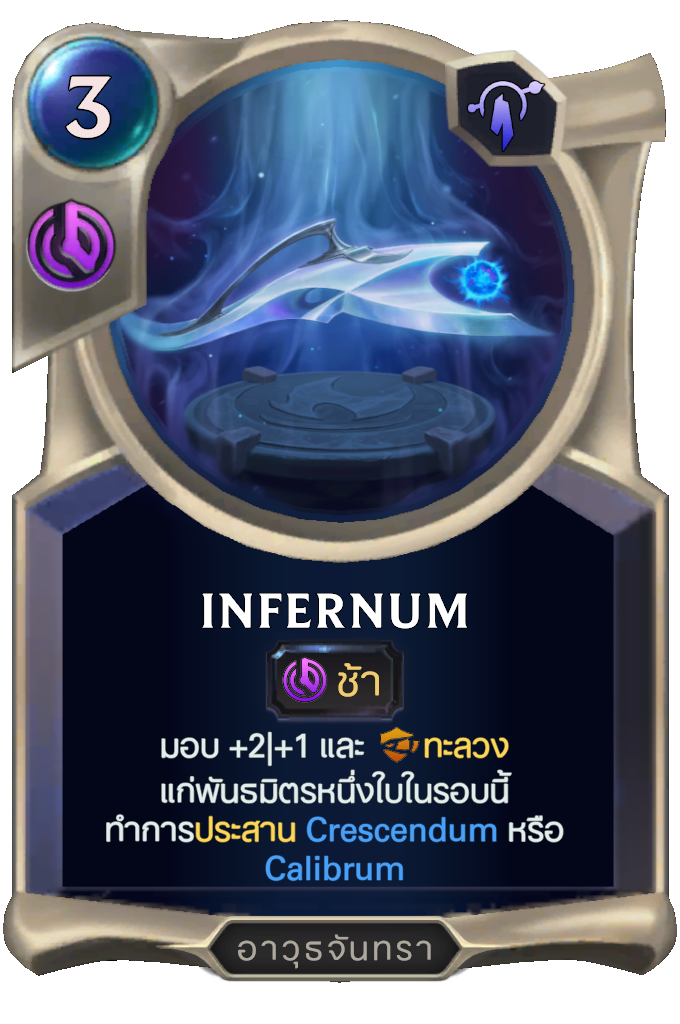 3
INFERNUM
ช้า
มอบ +2|+1 และ ทะลวง
แก่พันธมิตรหนึ่งใบในรอบนี้
ทำการประสาน Crescendum หรือ
Calibrum
อาวุธจันทรา